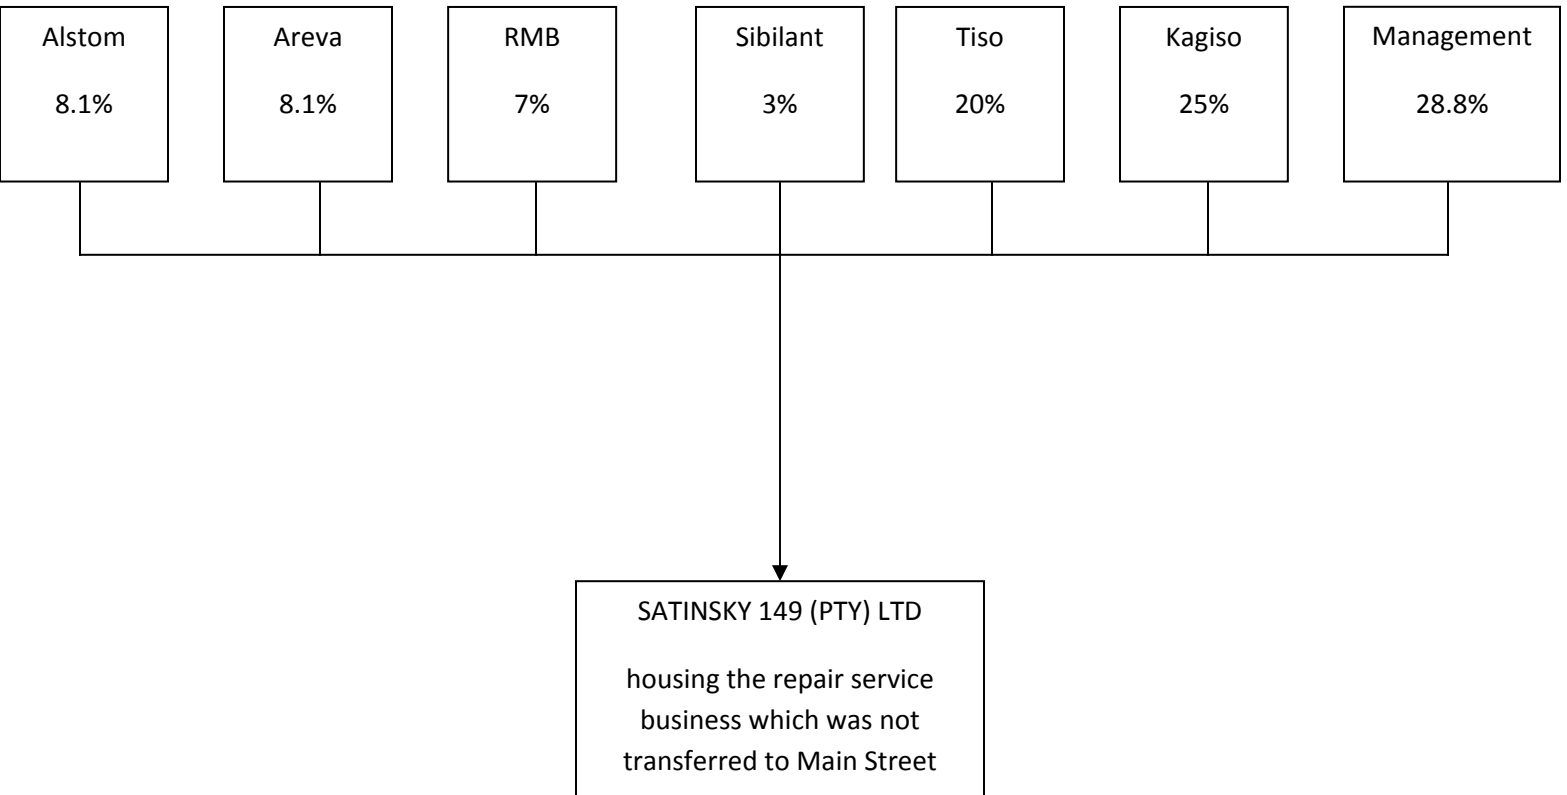 Alstom
8.1%
Areva
8.1%
RMB
7%
Sibilant
3%
Tiso
20%
Kagiso
25%
Management
28.8%
SATINSKY 149 (PTY) LTD
housing the repair service
business which was not
transferred to Main Street